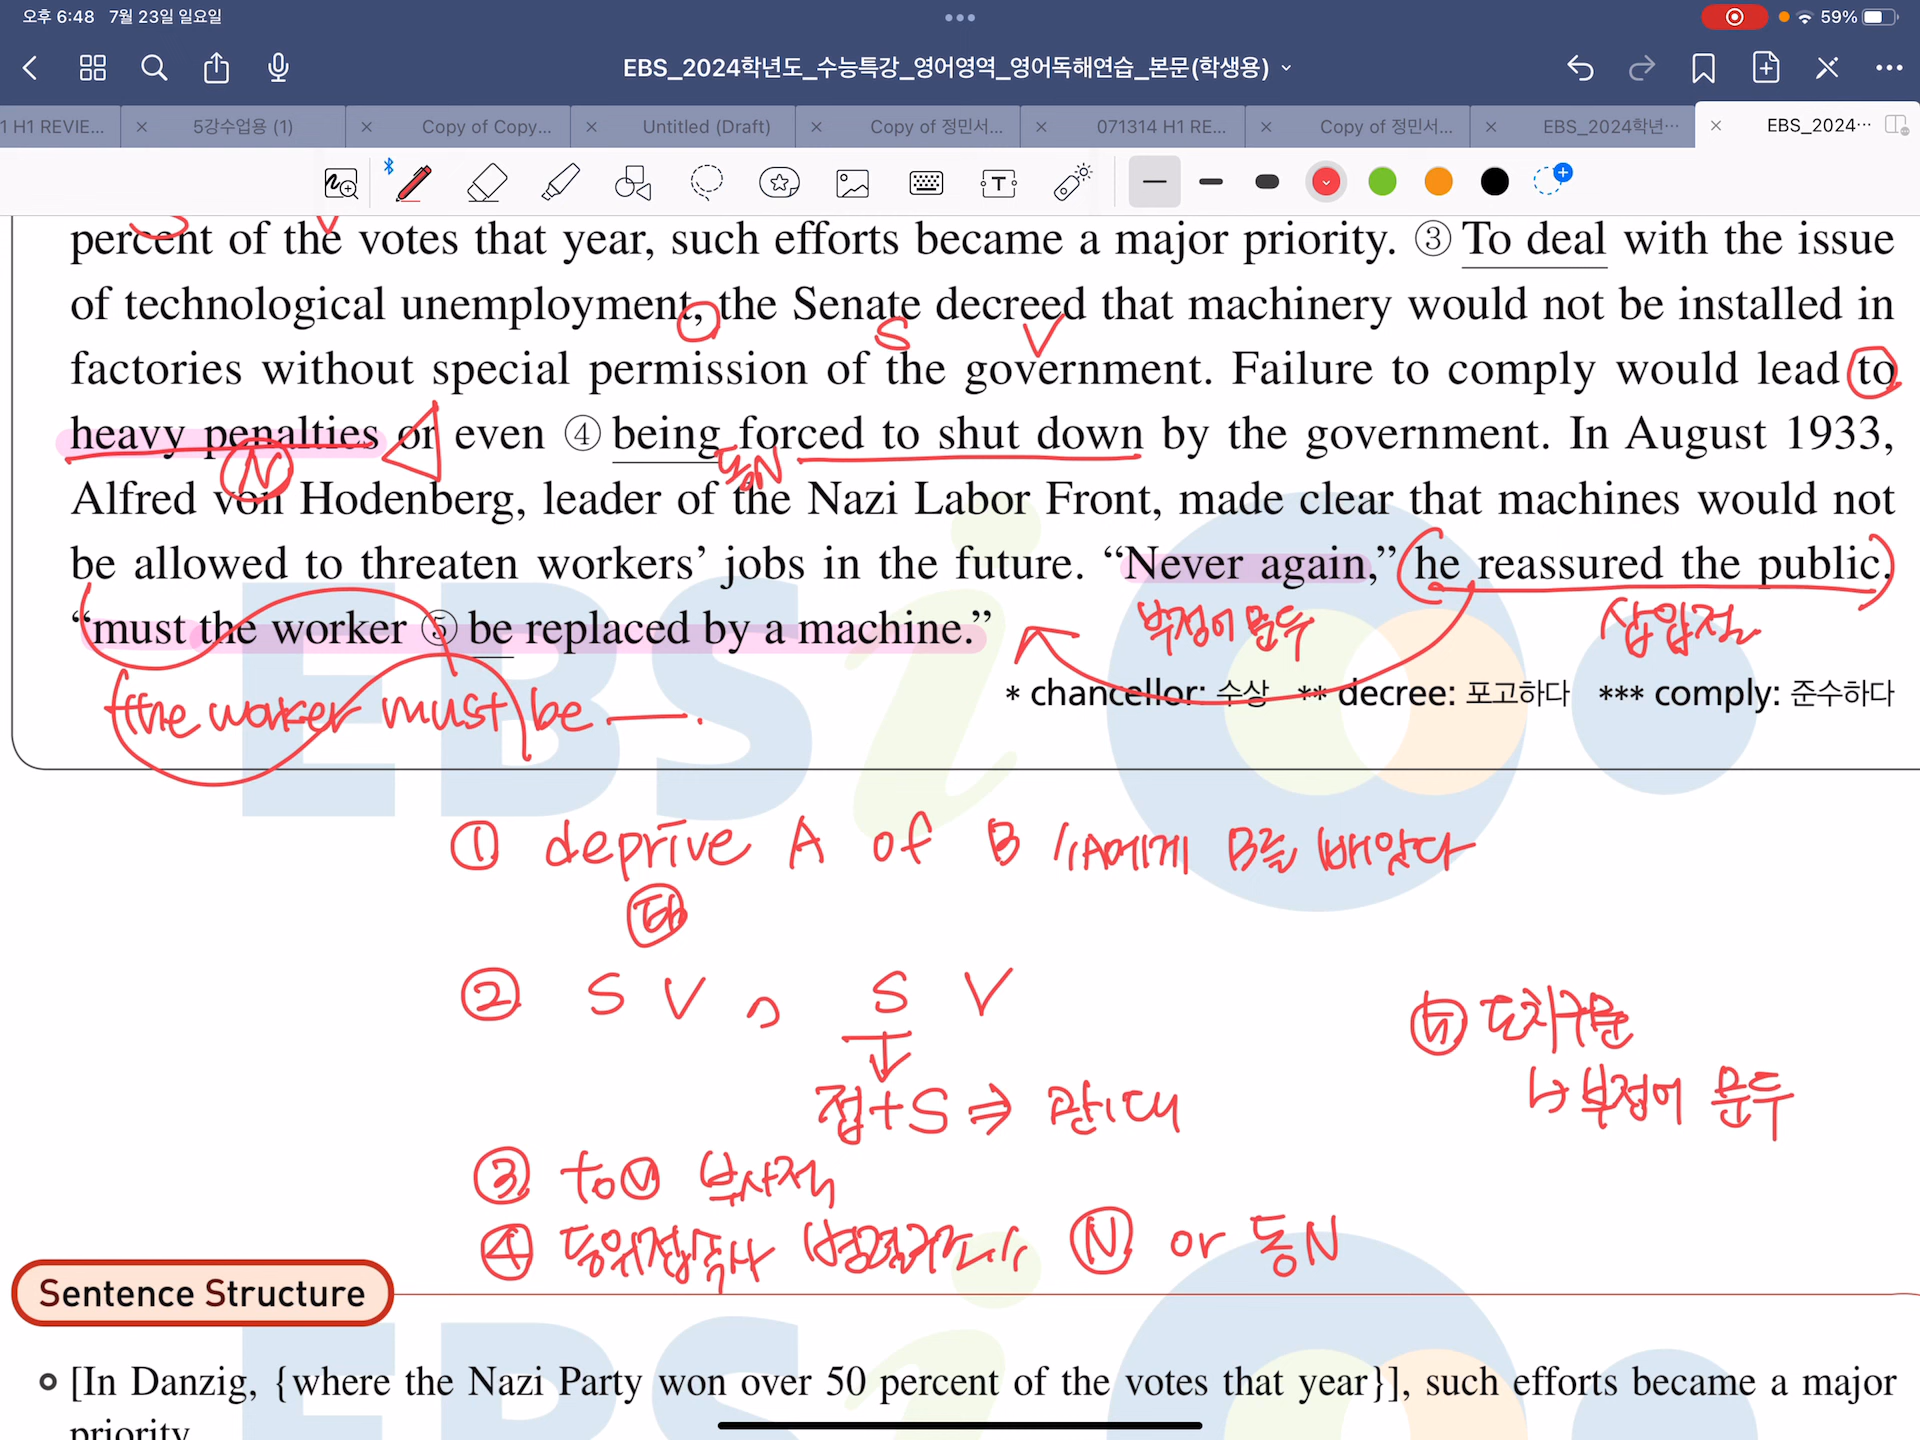 오후 6:48 7월 23일 일요일
59%
EBS_2024학년도_수능특강_영어영역_영어독해연습_본문(학생용)
1 H1 REVIE...
5강수업용 (1)
Copy of Copy...
Untitled (Draft)
Copy of 정민서...
071314 H1 RE...
Copy of 정민서...
EBS_2024학년...
EBS_2024...
S V
percent of the votes that year, such efforts became a major priority. ③ To deal with the issue
of technological unemployment, the Senate decreed that machinery would not be installed in
S V
factories without special permission of the government. Failure to comply would lead to
heavy penalties or even ④ being forced to shut down by the government. In August 1933,
N 동N
Alfred von Hodenberg, leader of the Nazi Labor Front, made clear that machines would not
be allowed to threaten workers’ jobs in the future. “Never again,” he reassured the public.
부정어 문두 삽입절
“must the worker ⑤ be replaced by a machine.”
* chancellor: 수상 ** decree: 포고하다 *** comply: 준수하다
the worker must be —.
① deprive A of B // A에게 B를 빼앗다
② S V , S V
접+S ⇒ 관·대
⑤ 도치구문
↳ 부정어 문두
③ to V 부사적
④ 등위접속사 병렬구조 // N or 동N
Sentence Structure
[In Danzig, {where the Nazi Party won over 50 percent of the votes that year}], such efforts became a major
priority.
EBSi
EBSi